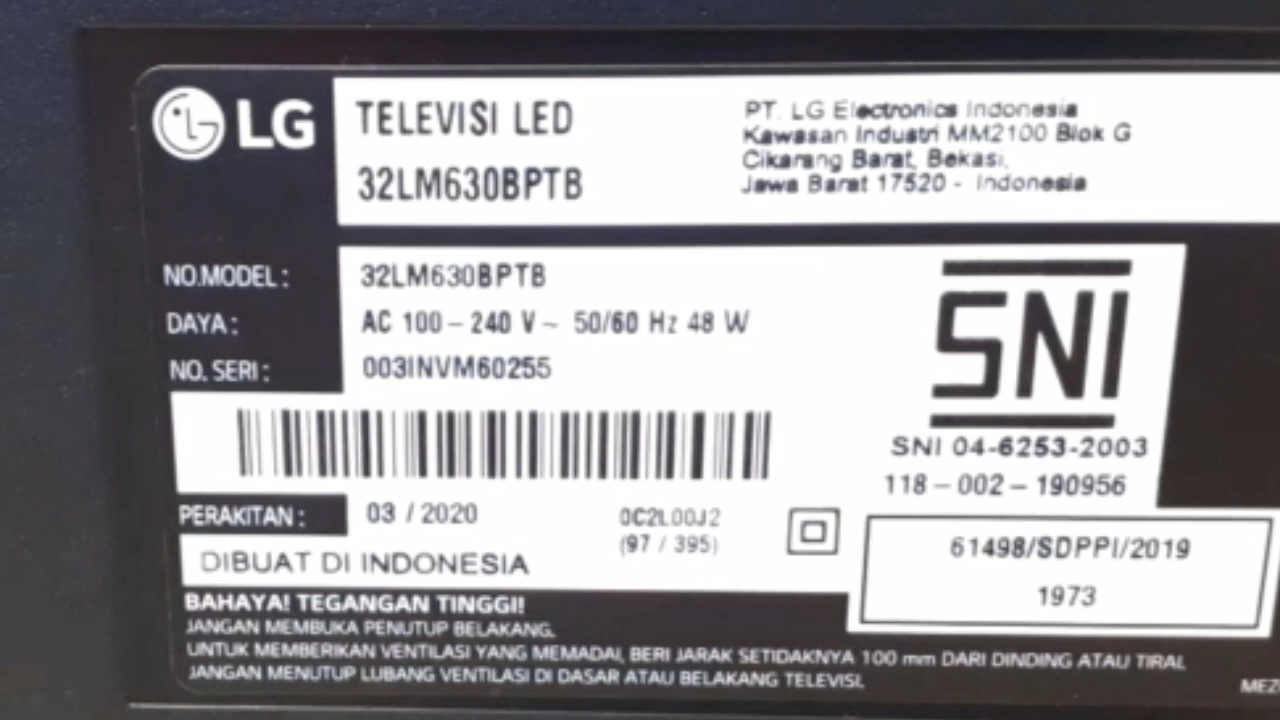 LG
TELEVISI LED
32LM630BPTB
PT. LG Electronics Indonesia
Kawasan Industri MM2100 Blok G
Cikarang Barat, Bekasi,
Jawa Barat 17520 - Indonesia
NO.MODEL : 32LM630BPTB
DAYA : AC 100 – 240 V ~ 50/60 Hz 48 W
NO. SERI : 003INVM60255
SNI
SNI 04-6253-2003
118 – 002 – 190956
PERAKITAN : 03 / 2020
0C2L00J2
(97 / 395)
DIBUAT DI INDONESIA
61498/SDPPI/2019
1973
BAHAYA! TEGANGAN TINGGI!
JANGAN MEMBUKA PENUTUP BELAKANG.
UNTUK MEMBERIKAN VENTILASI YANG MEMADAI, BERI JARAK SETIDAKNYA 100 mm DARI DINDING ATAU TIRAI.
JANGAN MENUTUP LUBANG VENTILASI DI DASAR ATAU BELAKANG TELEVISI.